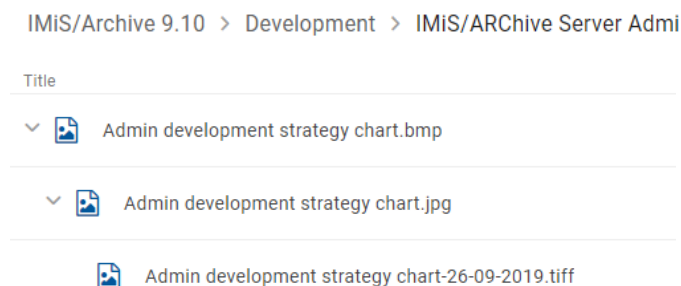 IMiS/Archive 9.10 > Development > IMiS/ARChive Server Admi
Title
Admin development strategy chart.bmp
Admin development strategy chart.jpg
Admin development strategy chart-26-09-2019.tiff